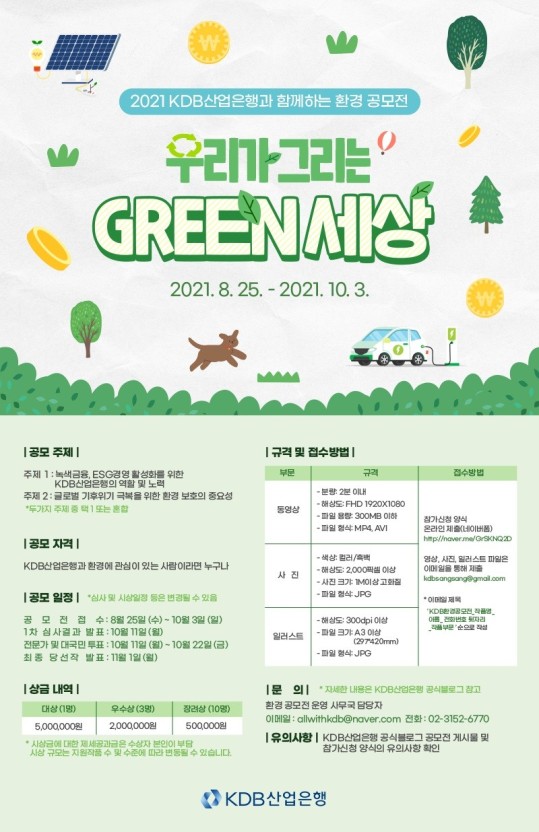 2021 KDB산업은행과 함께하는 환경 공모전
우리가 그리는
GREEN 세상
2021. 8. 25. - 2021. 10. 3.
| 공모 주제 |
주제 1 : 녹색금융, ESG경영 활성화를 위한
KDB산업은행의 역할 및 노력
주제 2 : 글로벌 기후위기 극복을 위한 환경 보호의 중요성
*두가지 주제 중 택 1 또는 혼합
| 공모 자격 |
KDB산업은행과 환경에 관심이 있는 사람이라면 누구나
| 공모 일정 | *심사 및 시상일정 등은 변경될 수 있음
공 모 전 접 수 : 8월 25일 (수) ~ 10월 3일 (일)
1차 심사결과 발표 : 10월 11일 (월)
전문가 및 대국민 투표 : 10월 11일 (월) ~ 10월 22일 (금)
최 종 당 선 작 발 표 : 11월 1일 (월)
| 상금 내역 |
대상 (1명) 우수상 (3명) 장려상 (10명)
5,000,000원 2,000,000원 500,000원
* 시상금에 대한 제세공과금은 수상자 본인이 부담
시상 규모는 지원작품 수 및 수준에 따라 변동될 수 있습니다.
| 규격 및 접수방법 |
부문 규격 접수방법
동영상
- 분량: 2분 이내
- 해상도: FHD 1920X1080
- 파일 용량: 300MB 이하
- 파일 형식: MP4, AVI
사 진
- 색상: 컬러/흑백
- 해상도: 2,000픽셀 이상
- 사진 크기: 1M이상 고화질
- 파일 형식: JPG
일러스트
- 해상도: 300dpi 이상
- 파일 크기: A3 이상
(297*420mm)
- 파일 형식: JPG
참가신청 양식
온라인 제출(네이버폼)
http://naver.me/GrSKNQ2D
영상, 사진, 일러스트 파일은
이메일을 통해 제출
kdbsangsang@gmail.com
* 이메일 제목
'KDB환경공모전_작품명_
이름_전화번호 뒷자리
_작품부문' 순으로 작성
| 문 의 | * 자세한 내용은 KDB산업은행 공식블로그 참고
환경 공모전 운영 사무국 담당자
이메일 : allwithkdb@naver.com 전화 : 02-3152-6770
| 유의사항 | KDB산업은행 공식블로그 공모전 게시물 및
참가신청 양식의 유의사항 확인
KDB산업은행